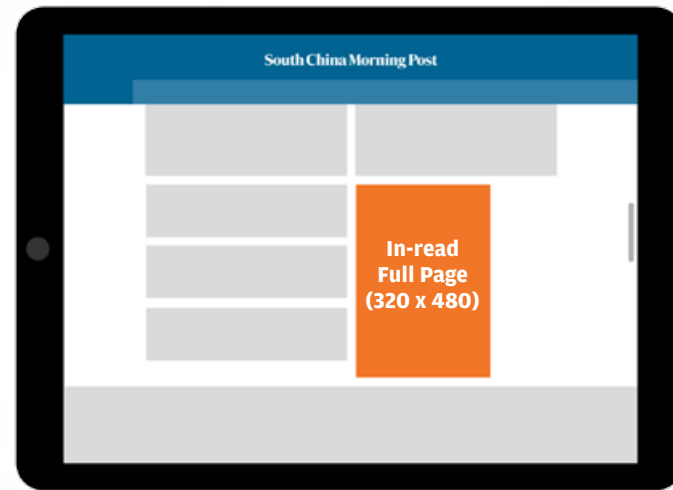 South China Morning Post
In-read
Full Page
(320 x 480)